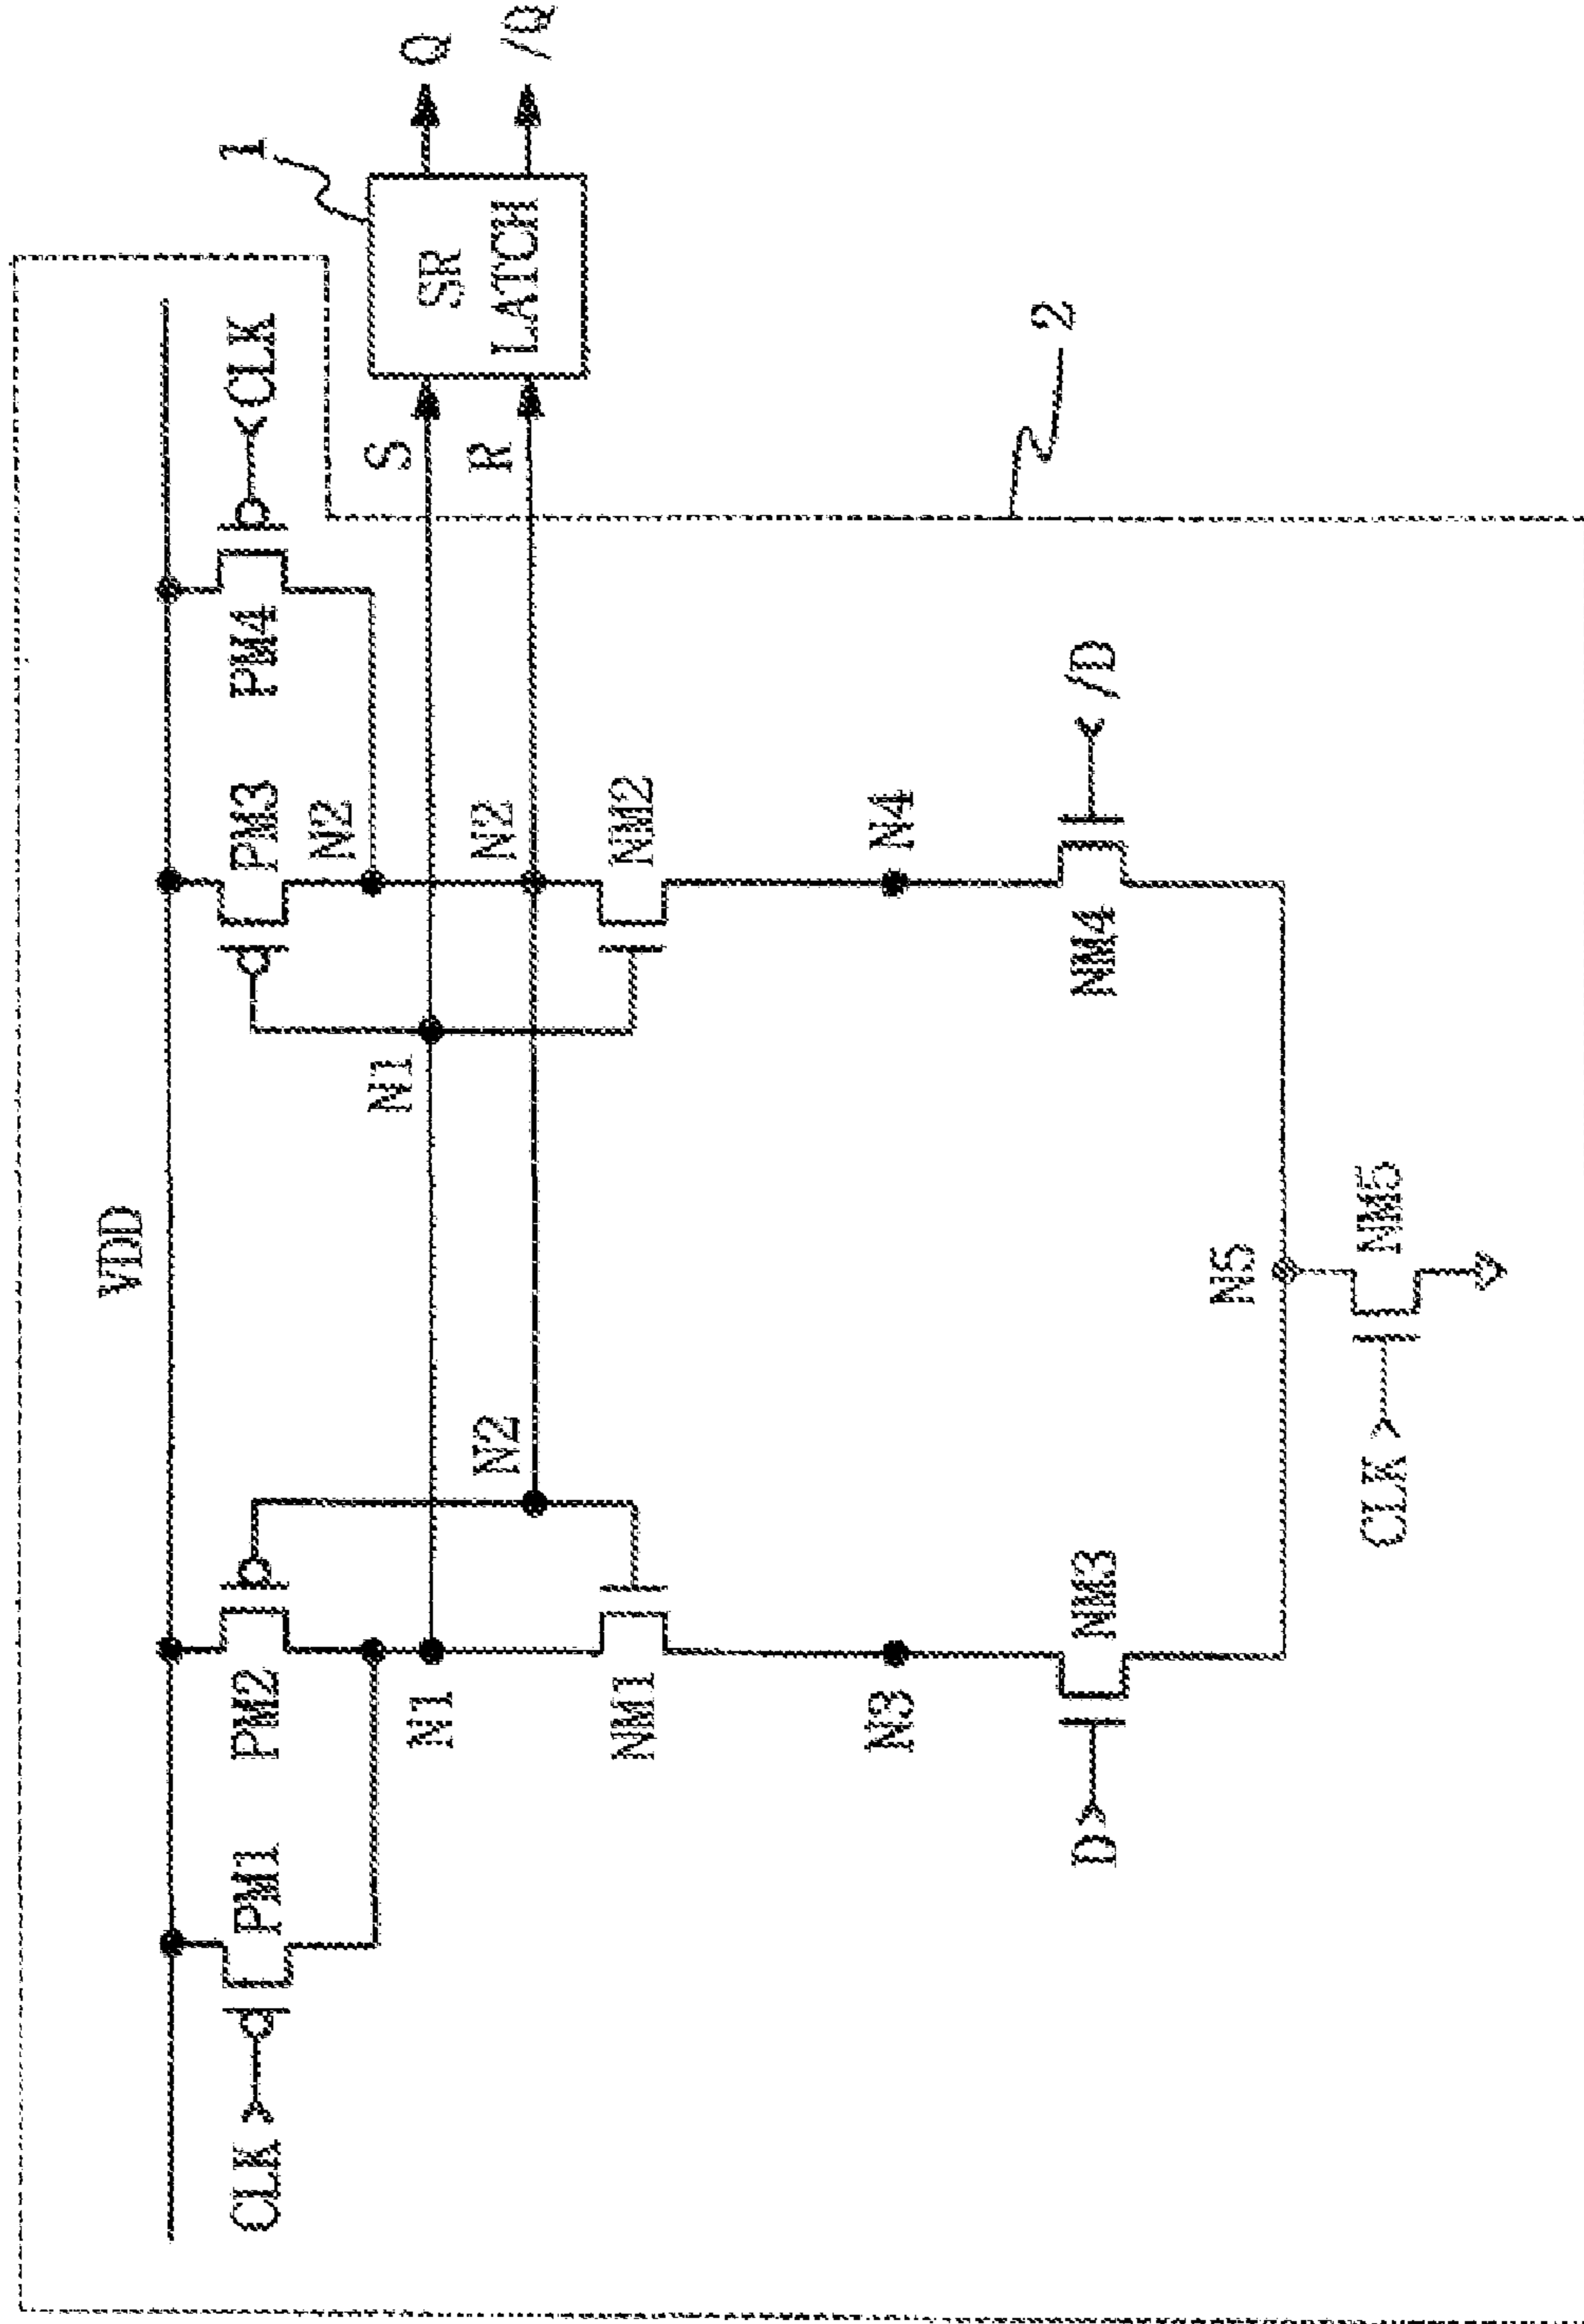 VDD
CLK
PM1
PM2
PM3
PM4
CLK
N2
N1
N1
S
N2
N2
R
SR
LATCH
1
Q
/Q
NM1
NM2
N3
N4
D
NM3
NM4
/D
2
N5
CLK
NM5